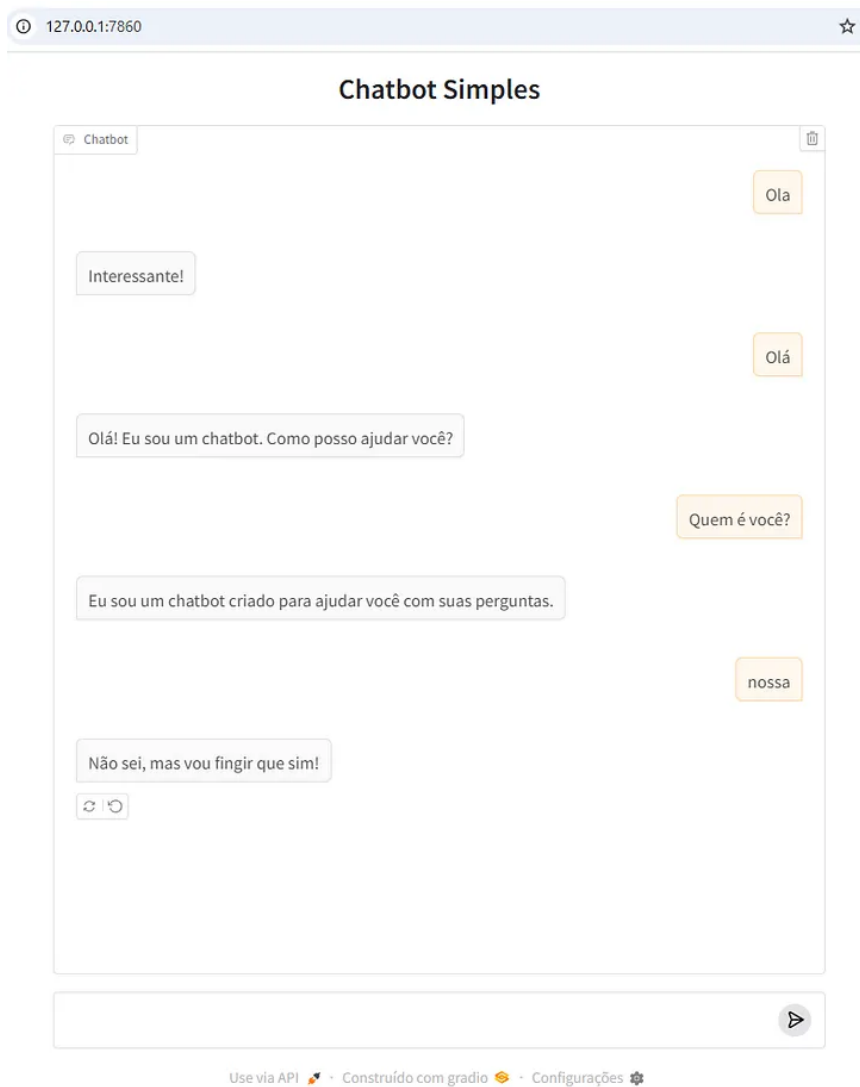 127.0.0.1:7860
Chatbot Simples
Chatbot
Ola
Interessante!
Olá
Olá! Eu sou um chatbot. Como posso ajudar você?
Quem é você?
Eu sou um chatbot criado para ajudar você com suas perguntas.
nossa
Não sei, mas vou fingir que sim!
Use via API · Construído com gradio · Configurações